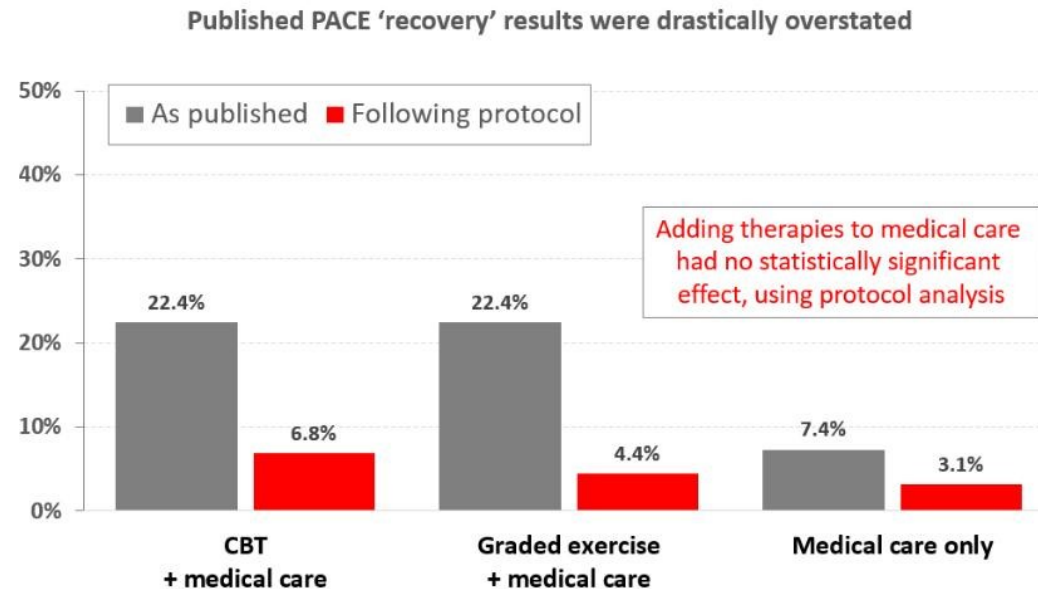 Published PACE ‘recovery’ results were drastically overstated
50%
As published
Following protocol
40%
Adding therapies to medical care
had no statistically significant
effect, using protocol analysis
30%
22.4%
22.4%
20%
10%
6.8%
4.4%
7.4%
3.1%
0%
CBT
+ medical care
Graded exercise
+ medical care
Medical care only